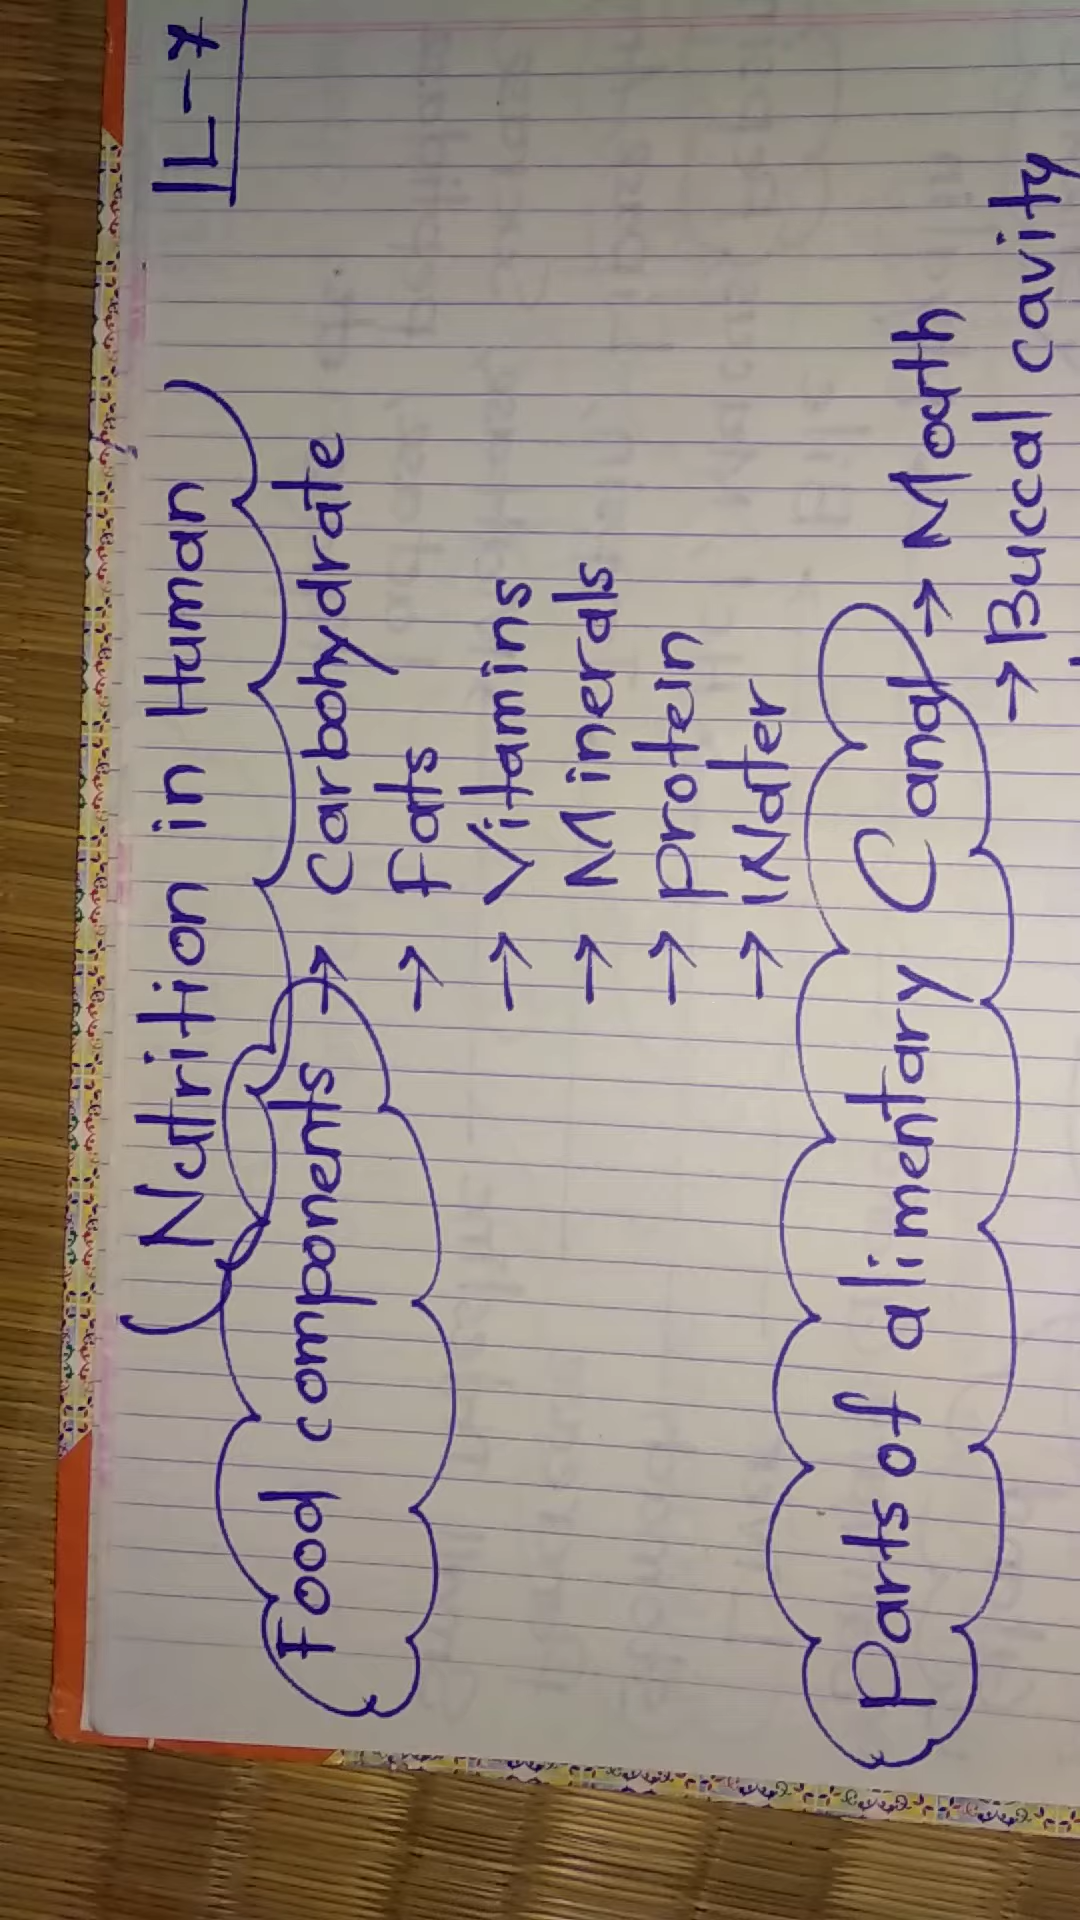 L-7
Nutrition in Human
Food components → Carbohydrate
→ Fats
→ Vitamins
→ Minerals
→ Protein
→ Water
Parts of alimentary Canal → Mouth
→ Buccal cavity